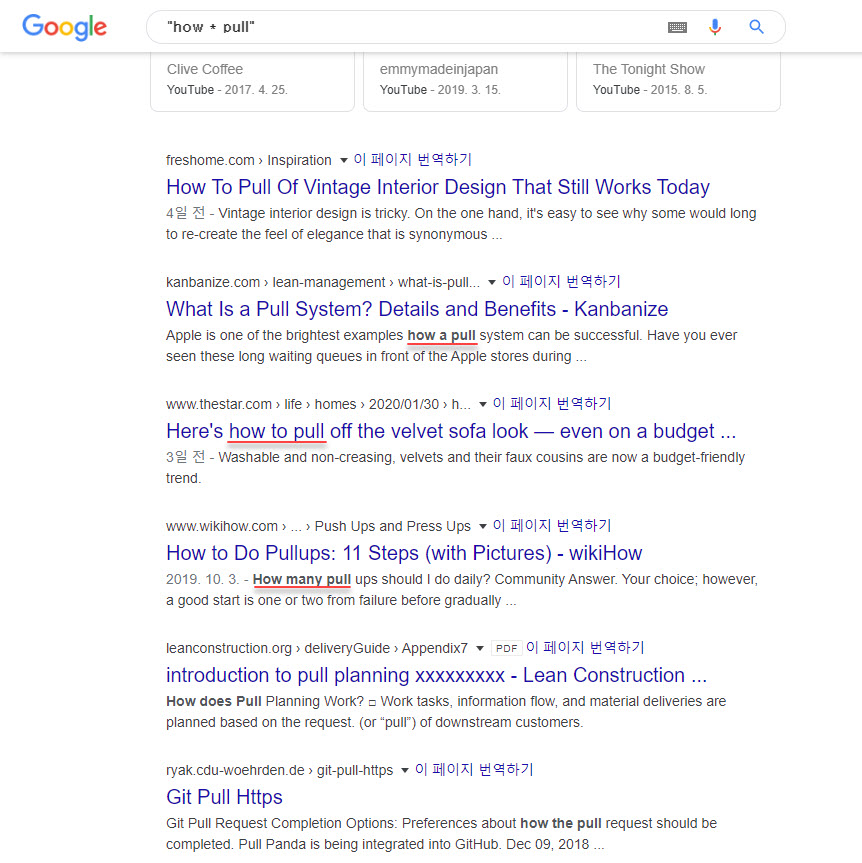 Google
"how * pull"
Clive Coffee
YouTube - 2017. 4. 25.
emmymadeinjapan
YouTube - 2019. 3. 15.
The Tonight Show
YouTube - 2015. 8. 5.
freshome.com › Inspiration ▼ 이 페이지 번역하기
How To Pull Of Vintage Interior Design That Still Works Today
4일 전 - Vintage interior design is tricky. On the one hand, it's easy to see why some would long
to re-create the feel of elegance that is synonymous ...
kanbanize.com › lean-management › what-is-pull... ▼ 이 페이지 번역하기
What Is a Pull System? Details and Benefits - Kanbanize
Apple is one of the brightest examples how a pull system can be successful. Have you ever
seen these long waiting queues in front of the Apple stores during ...
www.thestar.com › life › homes › 2020/01/30 › h... ▼ 이 페이지 번역하기
Here's how to pull off the velvet sofa look — even on a budget ...
3일 전 - Washable and non-creasing, velvets and their faux cousins are now a budget-friendly
trend.
www.wikihow.com › ... › Push Ups and Press Ups ▼ 이 페이지 번역하기
How to Do Pullups: 11 Steps (with Pictures) - wikiHow
2019. 10. 3. - How many pull ups should I do daily? Community Answer. Your choice; however,
a good start is one or two from failure before gradually ...
leanconstruction.org › deliveryGuide › Appendix7 ▼ PDF 이 페이지 번역하기
introduction to pull planning xxxxxxxxx - Lean Construction ...
How does Pull Planning Work? □ Work tasks, information flow, and material deliveries are
planned based on the request. (or “pull”) of downstream customers.
ryak.cdu-woehrden.de › git-pull-https ▼ 이 페이지 번역하기
Git Pull Https
Git Pull Request Completion Options: Preferences about how the pull request should be
completed. Pull Panda is being integrated into GitHub. Dec 09, 2018 ...